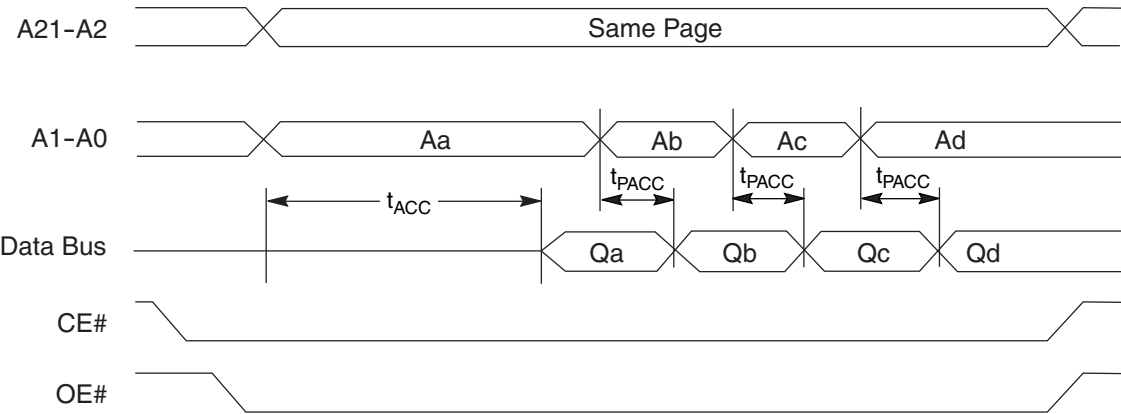 A21-A2 Same Page
A1-A0 Aa Ab Ac Ad
tACC tPACC tPACC tPACC
Data Bus Qa Qb Qc Qd
CE#
OE#